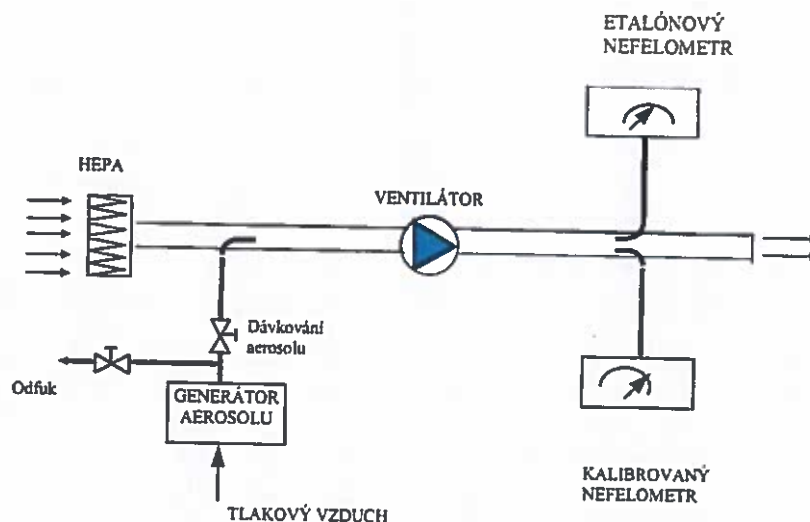 ETALÓNOVÝ
NEFELOMETR
HEPA
VENTILÁTOR
Dávkování
aerosolu
Odfuk
GENERÁTOR
AEROSOLU
TLAKOVÝ VZDUCH
KALIBROVANÝ
NEFELOMETR